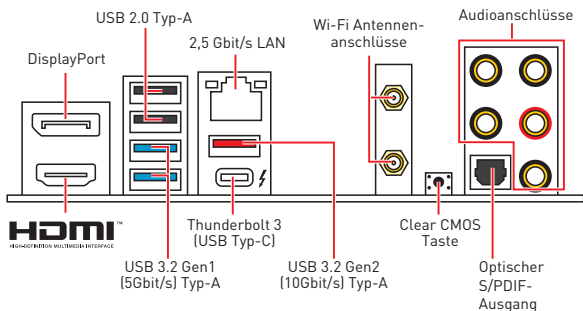 USB 2.0 Typ-A
Audioanschlüsse
2,5 Gbit/s LAN
Wi-Fi Antennen-
anschlüsse
DisplayPort
HDMI™
HIGH-DEFINITION MULTIMEDIA INTERFACE
Thunderbolt 3
(USB Typ-C)
Clear CMOS
Taste
USB 3.2 Gen1
(5Gbit/s) Typ-A
USB 3.2 Gen2
(10Gbit/s) Typ-A
Optischer
S/PDIF-
Ausgang